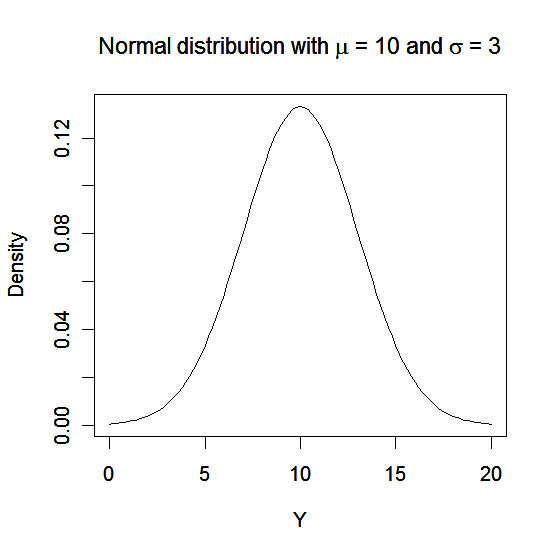 Normal distribution with μ = 10 and σ = 3
Density
0.12
0.08
0.04
0.00
0 5 10 15 20
Y